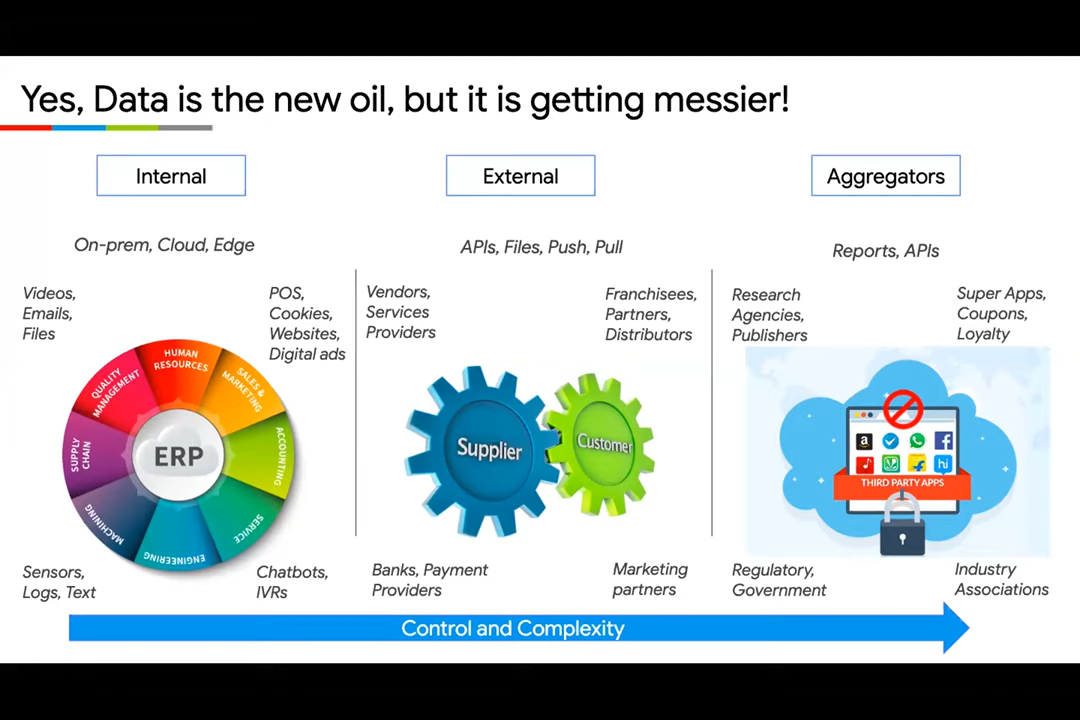 Yes, Data is the new oil, but it is getting messier!
Internal
On-prem, Cloud, Edge
Videos,
Emails,
Files
POS,
Cookies,
Websites,
Digital ads
HUMAN
RESOURCES
SALES &
MARKETING
ACCOUNTING
SERVICE
ENGINEERING
MACHINING
SUPPLY
CHAIN
QUALITY
MANAGEMENT
ERP
Sensors,
Logs, Text
Chatbots,
IVRs
External
APIs, Files, Push, Pull
Vendors,
Services
Providers
Franchisees,
Partners,
Distributors
Supplier
Customer
Banks, Payment
Providers
Marketing
partners
Aggregators
Reports, APIs
Research
Agencies,
Publishers
Super Apps,
Coupons,
Loyalty
a
f
hi
THIRD PARTY APPS
Regulatory,
Government
Industry
Associations
Control and Complexity